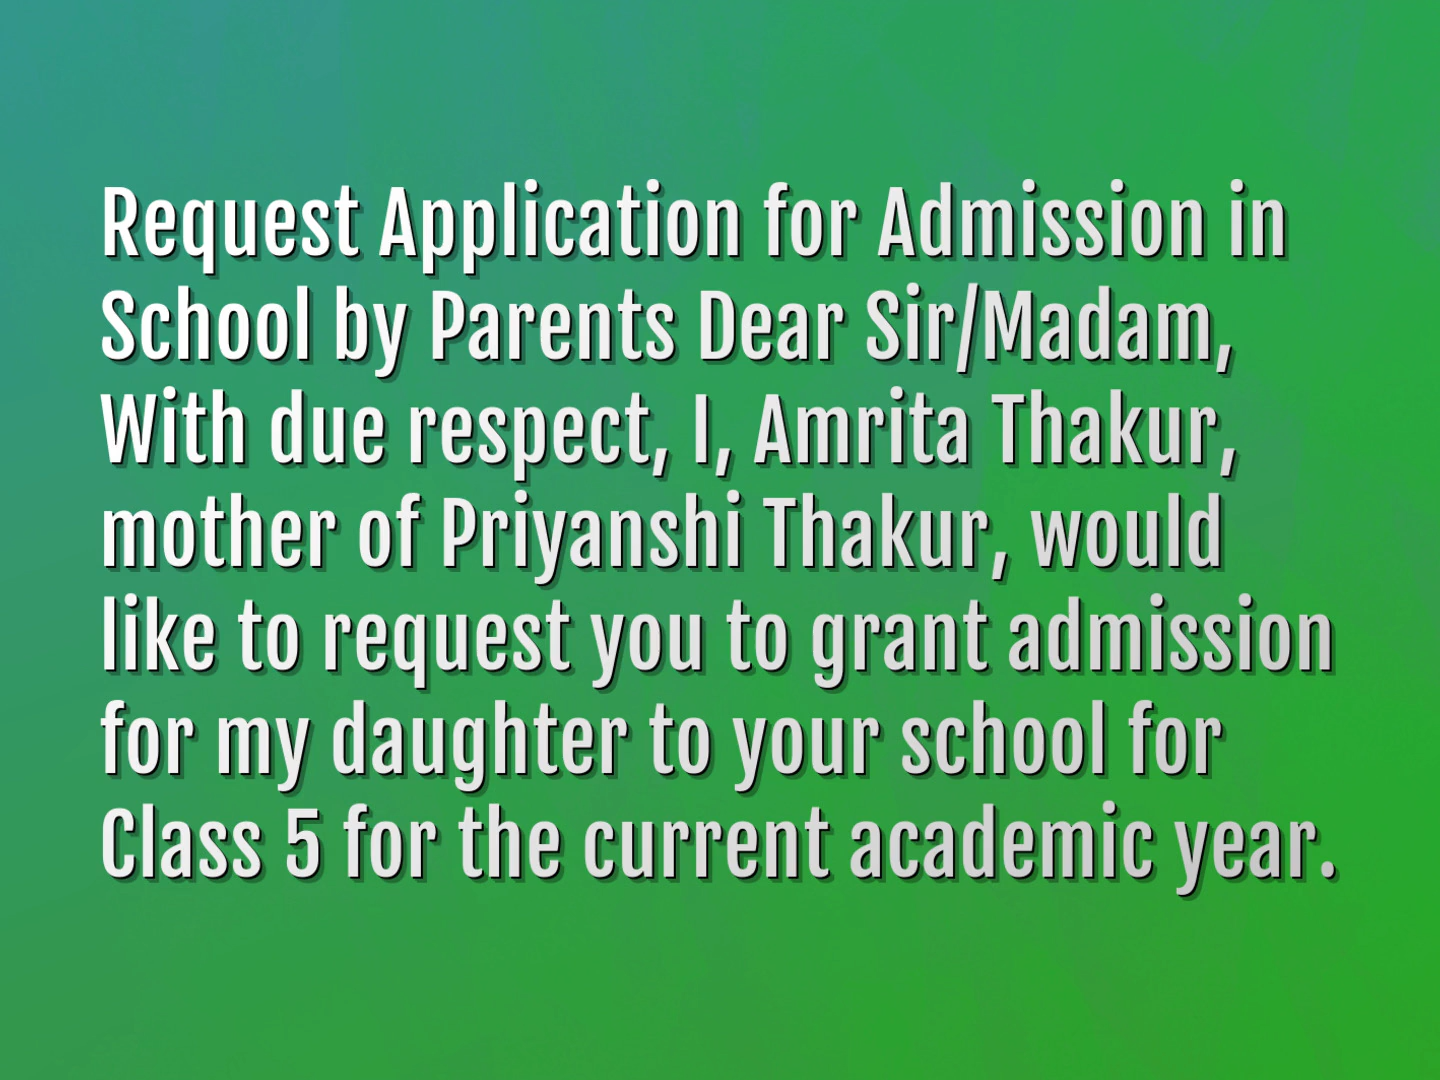 Request Application for Admission in
School by Parents Dear Sir/Madam,
With due respect, I, Amrita Thakur,
mother of Priyanshi Thakur, would
like to request you to grant admission
for my daughter to your school for
Class 5 for the current academic year.